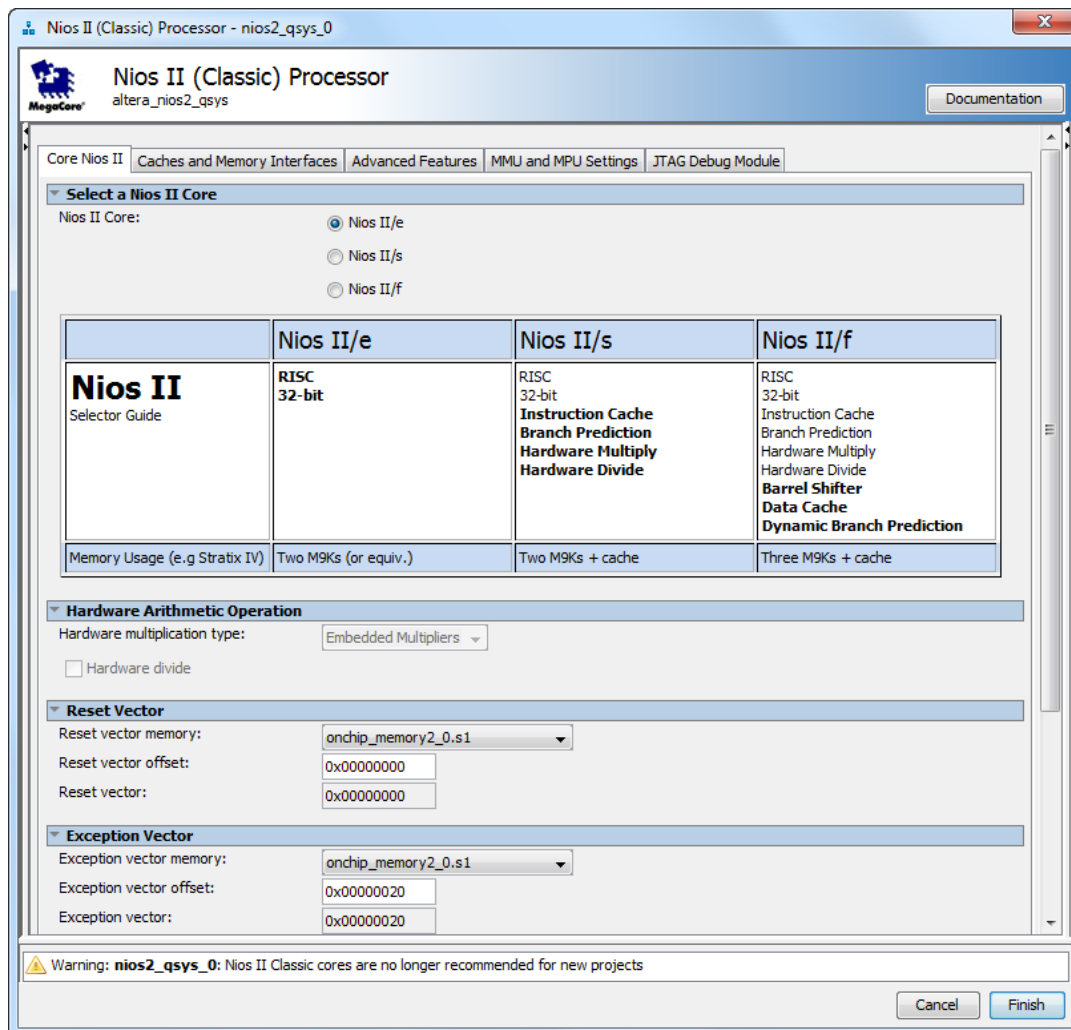 Nios II (Classic) Processor - nios2_qsys_0
MegaCore®
Nios II (Classic) Processor
altera_nios2_qsys
Documentation
Core Nios II Caches and Memory Interfaces Advanced Features MMU and MPU Settings JTAG Debug Module
Select a Nios II Core
Nios II Core:
Nios II/e
Nios II/s
Nios II/f
Nios II/e Nios II/s Nios II/f
Nios II
Selector Guide
RISC
32-bit
RISC
32-bit
Instruction Cache
Branch Prediction
Hardware Multiply
Hardware Divide
RISC
32-bit
Instruction Cache
Branch Prediction
Hardware Multiply
Hardware Divide
Barrel Shifter
Data Cache
Dynamic Branch Prediction
Memory Usage (e.g Stratix IV) Two M9Ks (or equiv.) Two M9Ks + cache Three M9Ks + cache
Hardware Arithmetic Operation
Hardware multiplication type: Embedded Multipliers
Hardware divide
Reset Vector
Reset vector memory: onchip_memory2_0.s1
Reset vector offset: 0x00000000
Reset vector: 0x00000000
Exception Vector
Exception vector memory: onchip_memory2_0.s1
Exception vector offset: 0x00000020
Exception vector: 0x00000020
Warning: nios2_qsys_0: Nios II Classic cores are no longer recommended for new projects
Cancel Finish